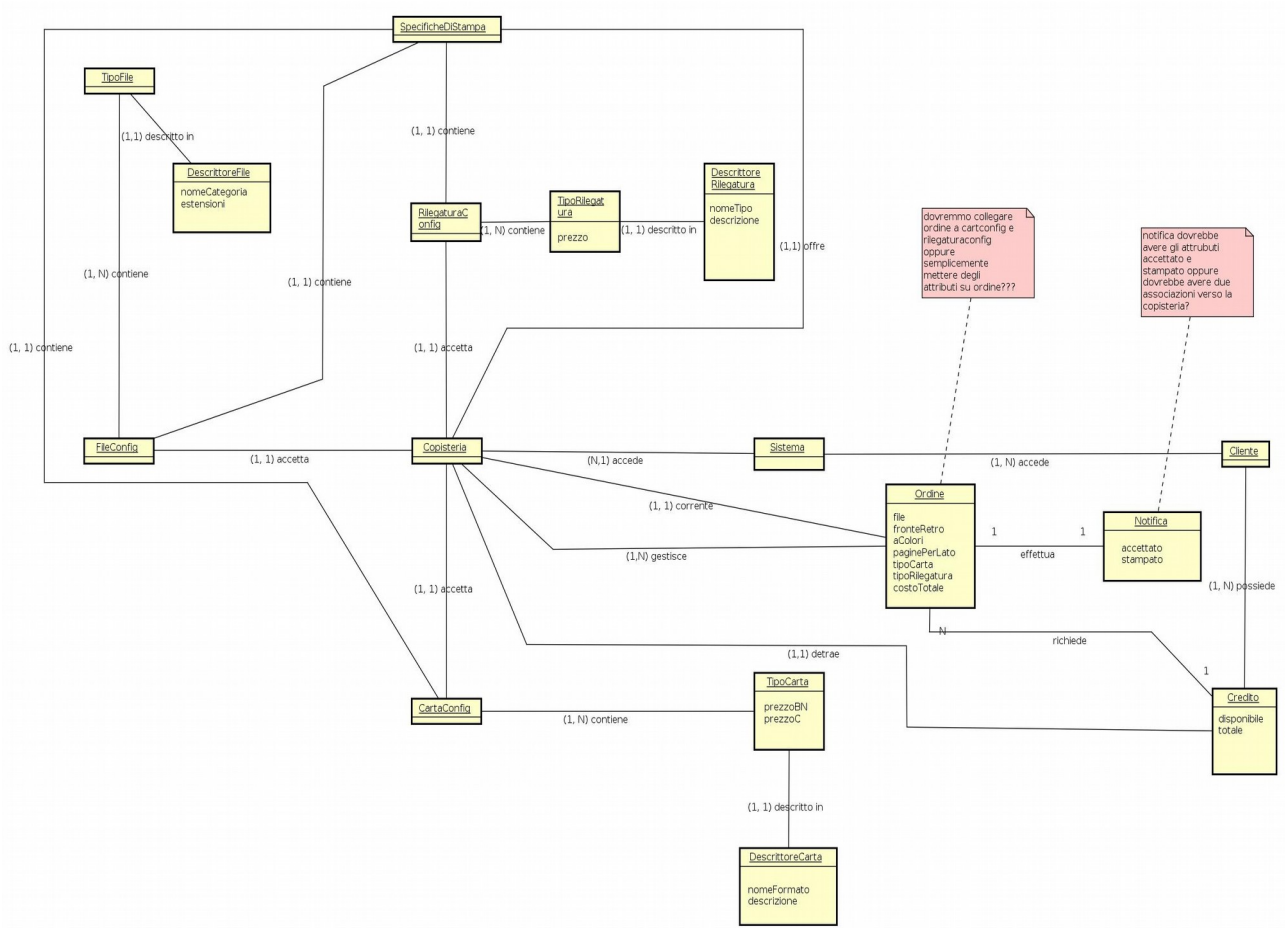 SpecificheDiStampa
TipoFile
(1,1) descritto in
(1, 1) contiene
DescrittoreFile
nomeCategoria
estensioni
Descrittore
Rilegatura
nomeTipo
descrizione
TipoRilegat
ura
prezzo
RilegaturaC
onfig
(1, N) contiene
(1, 1) descritto in
(1,1) offre
dovremmo collegare
ordine a cartconfig e
rilegaturaconfig
oppure
semplicemente
mettere degli
attributi su ordine???
notifica dovrebbe
avere gli attrubuti
accettato e
stampato oppure
dovrebbe avere due
associazioni verso la
copisteria?
(1, N) contiene
(1, 1) contiene
(1, 1) contiene
(1, 1) accetta
FileConfig
(1, 1) accetta
Copisteria
(N,1) accede
Sistema
(1, N) accede
Cliente
(1, 1) corrente
(1,N) gestisce
Ordine
file
fronteRetro
aColori
paginePerLato
tipoCarta
tipoRilegatura
costoTotale
1
1
effettua
Notifica
accettato
stampato
(1, 1) accetta
(1, N) possiede
N
richiede
1
(1,1) detrae
Credito
disponibile
totale
CartaConfig
(1, N) contiene
TipoCarta
prezzoBN
prezzoC
(1, 1) descritto in
DescrittoreCarta
nomeFormato
descrizione